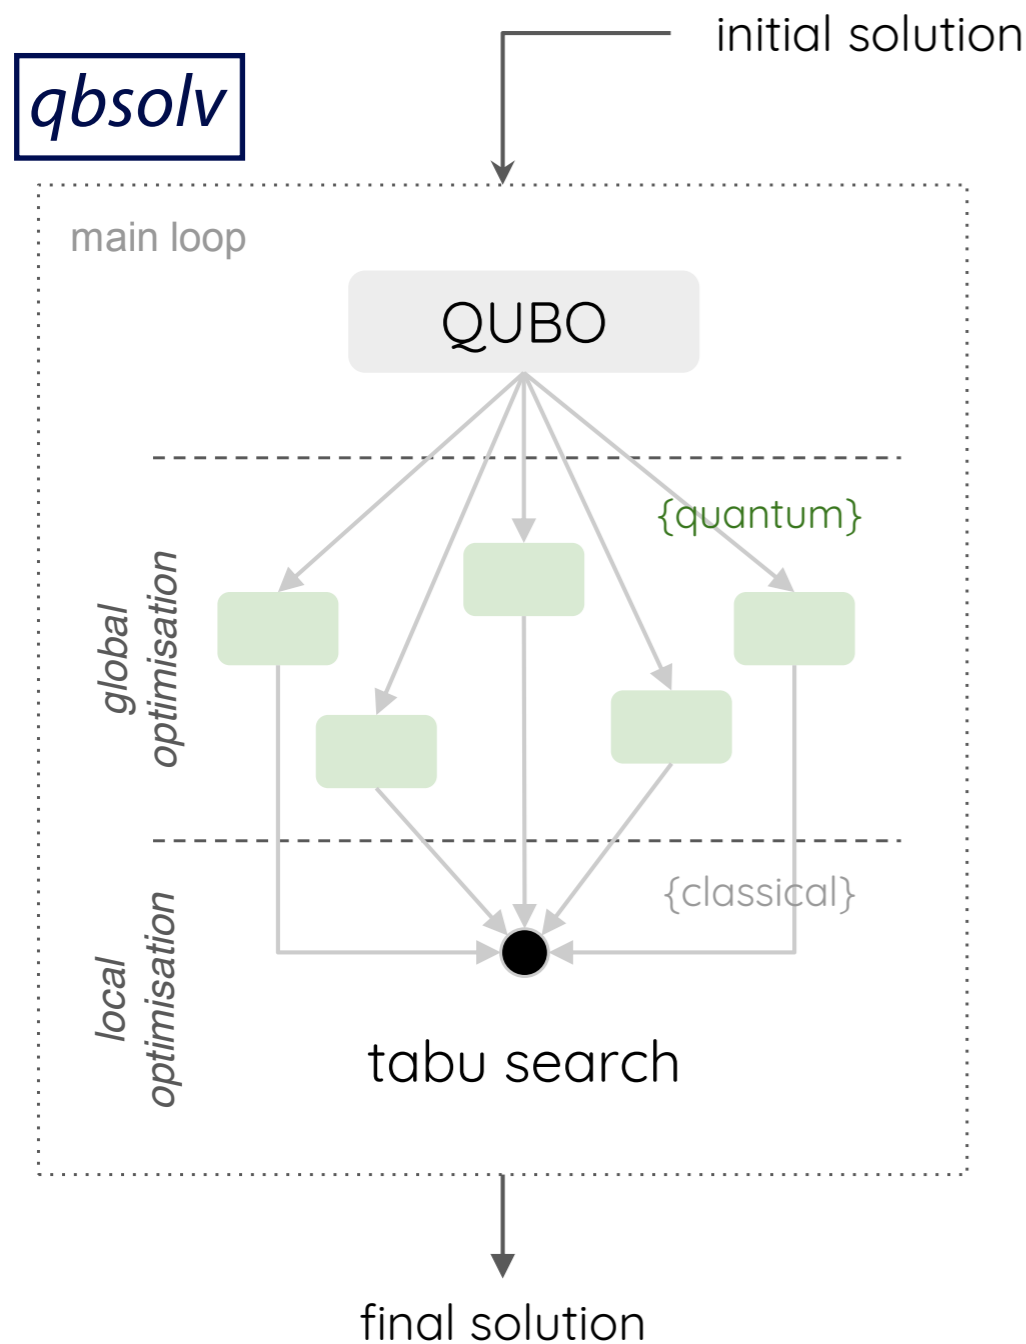 initial solution
qbsolv
main loop
QUBO
{quantum}
global
optimisation
{classical}
local
optimisation
tabu search
final solution